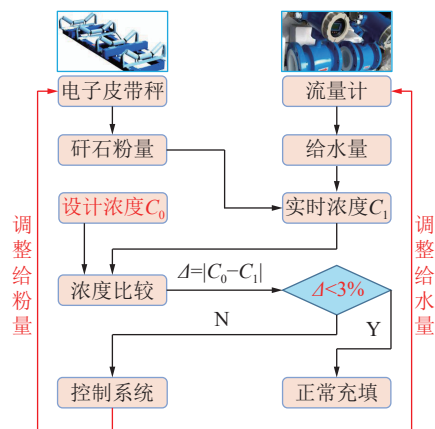 电子皮带秤
流量计
矸石粉量
给水量
设计浓度C₀
实时浓度C₁
浓度比较
Δ=|C₀−C₁|
Δ<3%
N
Y
控制系统
正常充填
调整给粉量
调整给水量